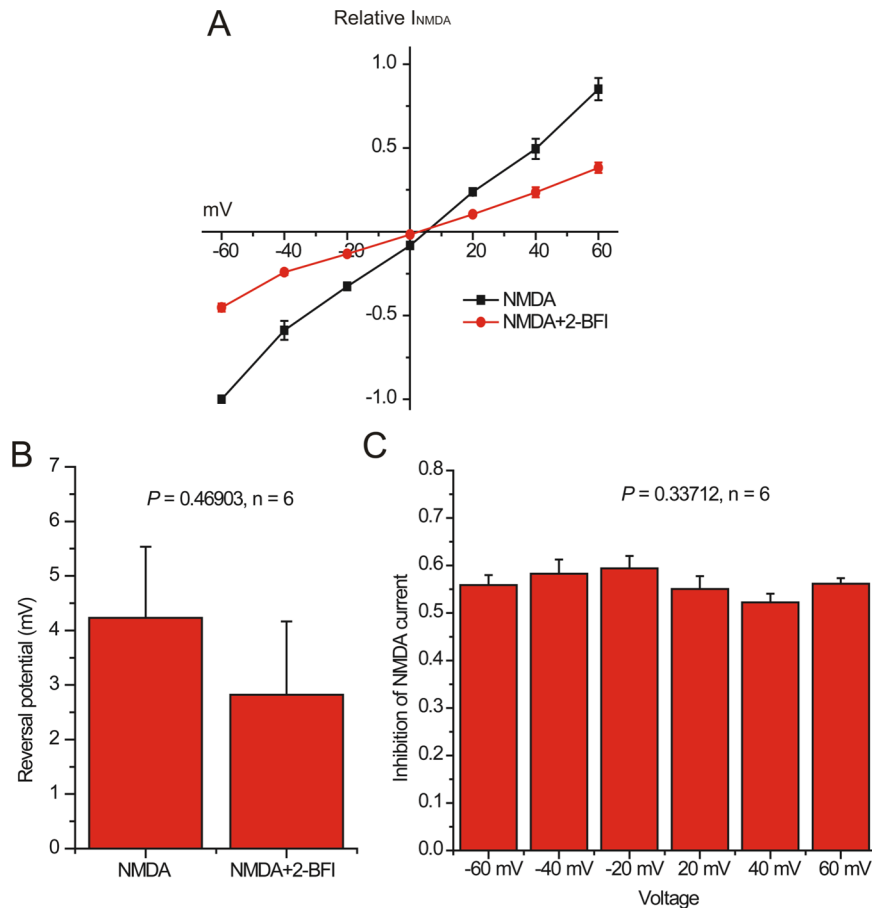 A
Relative INMDA
1.0
0.5
mV
-60 -40 -20 20 40 60
NMDA
NMDA+2-BFI
-0.5
-1.0
B
7
P = 0.46903, n = 6
6
5
4
3
2
1
0
Reversal potential (mV)
NMDA NMDA+2-BFI
C
0.8
P = 0.33712, n = 6
0.7
0.6
0.5
0.4
0.3
0.2
0.1
0.0
Inhibition of NMDA current
-60 mV -40 mV -20 mV 20 mV 40 mV 60 mV
Voltage